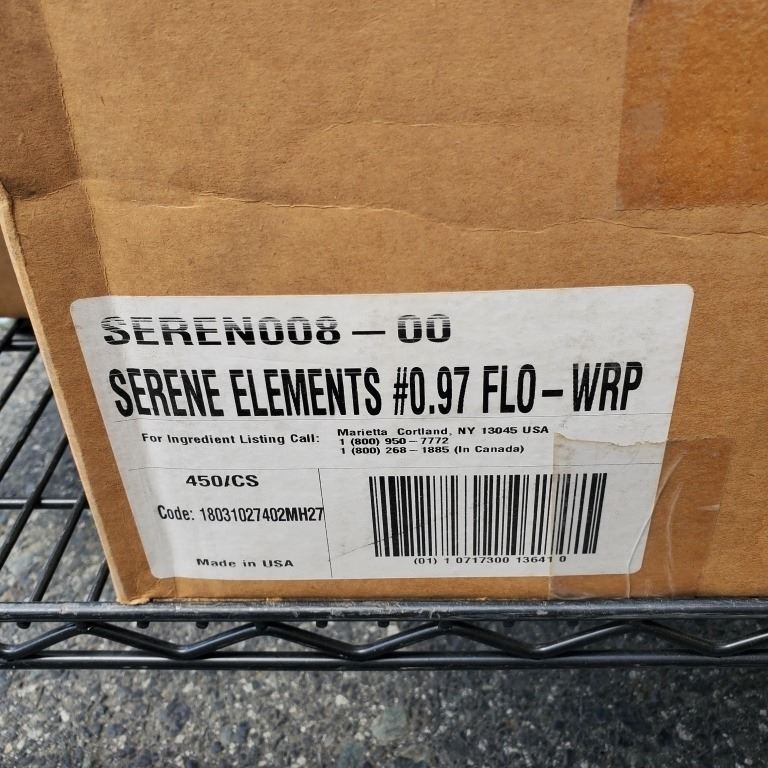 SEREN008 – 00
SERENE ELEMENTS #0.97 FLO – WRP
For Ingredient Listing Call: Marietta Cortland, NY 13045 USA
1 (800) 950 – 7772
1 (800) 268 – 1885 (In Canada)
450/CS
Code: 18031027402MH27
Made in USA
(01) 1 0717300 13641 0